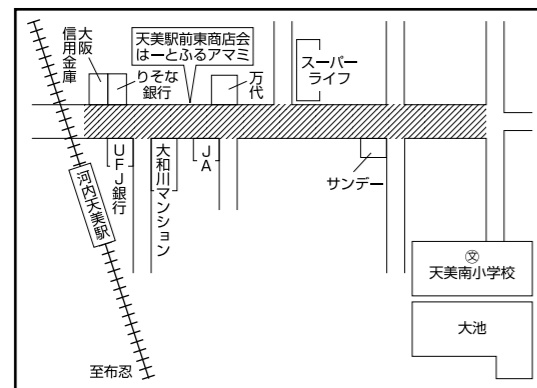 大阪
信用金庫
りそな
銀行
天美駅前東商店会
はーとふるアマミ
万代
スーパー
ライフ
UFJ銀行
大和川マンション
JA
サンデー
河内天美駅
文
天美南小学校
大池
至布忍